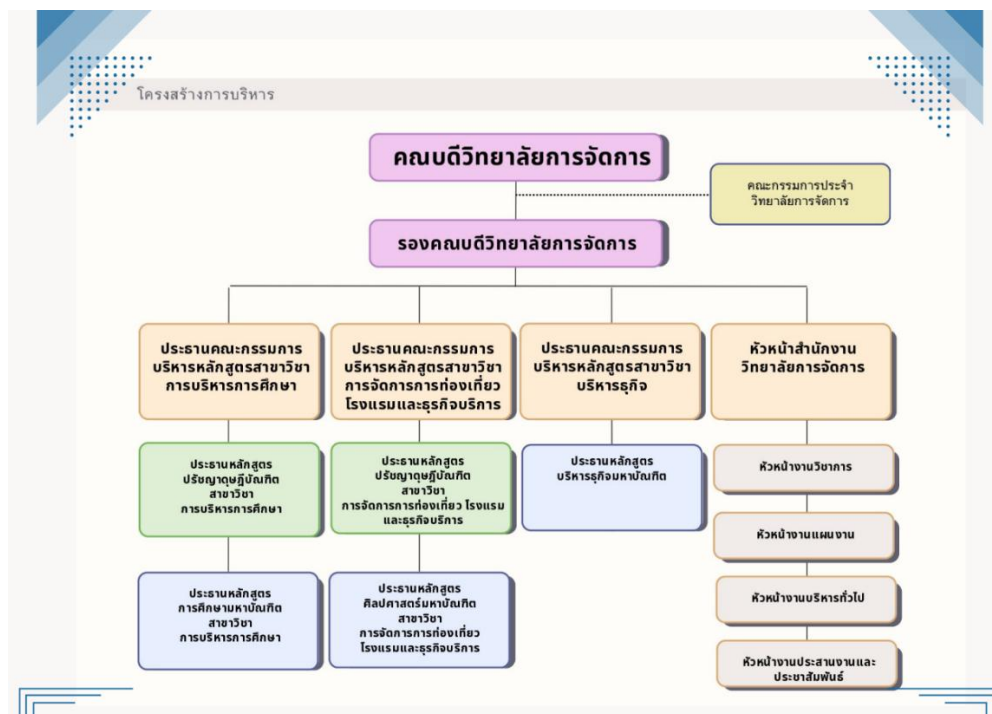 โครงสร้างการบริหาร
คณบดีวิทยาลัยการจัดการ
คณะกรรมการประจำ
วิทยาลัยการจัดการ
รองคณบดีวิทยาลัยการจัดการ
ประธานคณะกรรมการ
บริหารหลักสูตรสาขาวิชา
การบริหารการศึกษา
ประธานคณะกรรมการ
บริหารหลักสูตรสาขาวิชา
การจัดการการท่องเที่ยว
โรงแรมและธุรกิจบริการ
ประธานคณะกรรมการ
บริหารหลักสูตรสาขาวิชา
บริหารธุรกิจ
หัวหน้าสำนักงาน
วิทยาลัยการจัดการ
ประธานหลักสูตร
ปรัชญาดุษฎีบัณฑิต
สาขาวิชา
การบริหารการศึกษา
ประธานหลักสูตร
ปรัชญาดุษฎีบัณฑิต
สาขาวิชา
การจัดการการท่องเที่ยว โรงแรม
และธุรกิจบริการ
ประธานหลักสูตร
บริหารธุรกิจมหาบัณฑิต
หัวหน้างานวิชาการ
หัวหน้างานแผนงาน
ประธานหลักสูตร
การศึกษามหาบัณฑิต
สาขาวิชา
การบริหารการศึกษา
ประธานหลักสูตร
ศิลปศาสตร์มหาบัณฑิต
สาขาวิชา
การจัดการการท่องเที่ยว
โรงแรมและธุรกิจบริการ
หัวหน้างานบริหารทั่วไป
หัวหน้างานประสานงานและ
ประชาสัมพันธ์